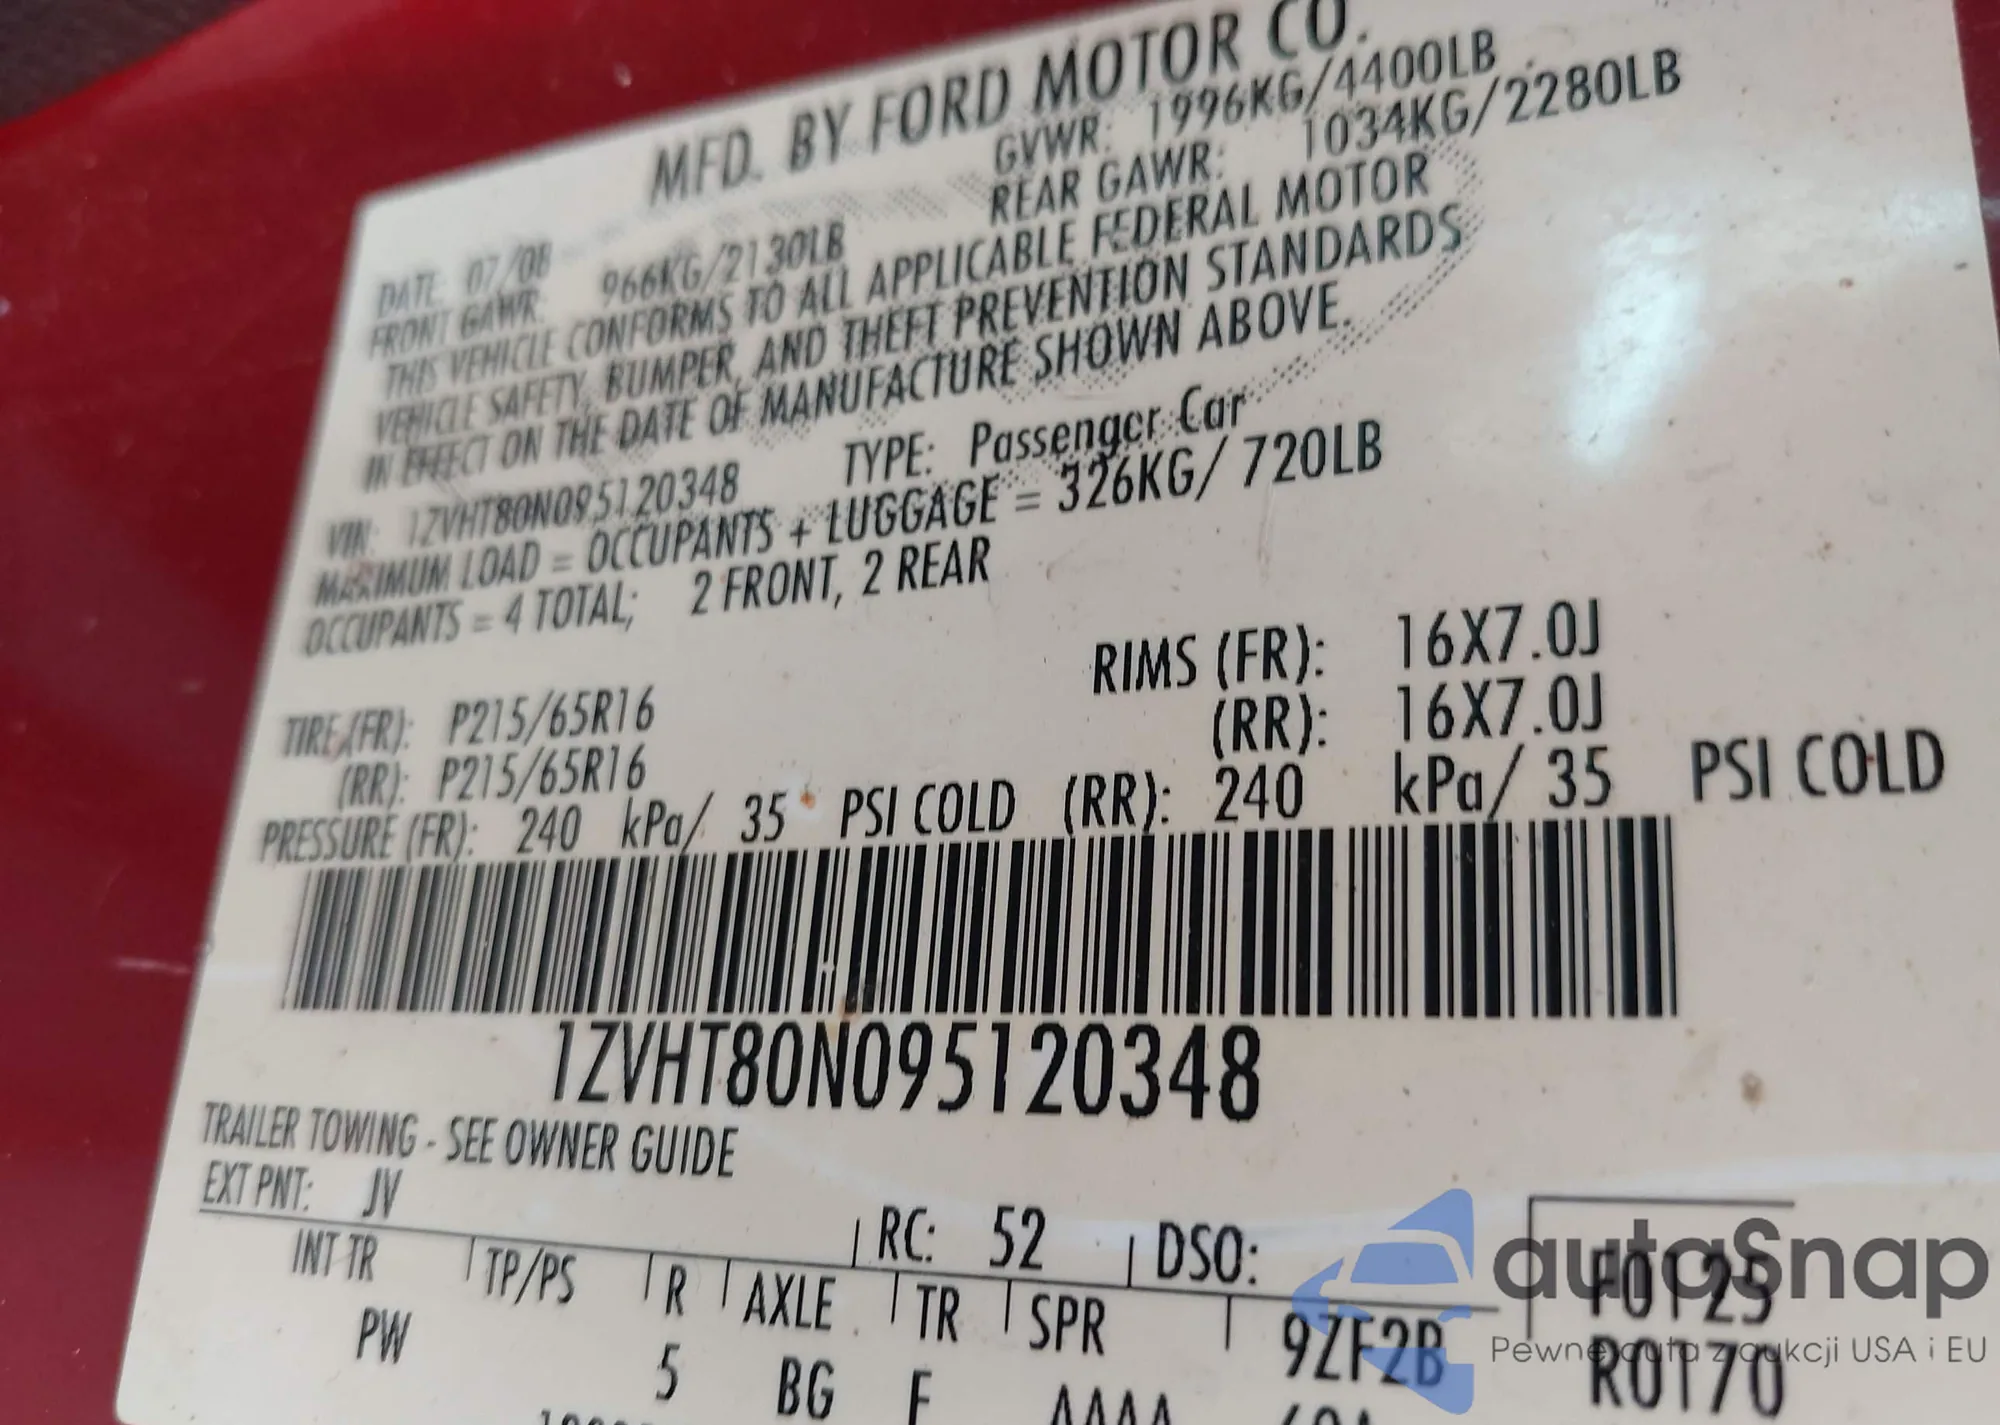 MFD. BY FORD MOTOR CO.
DATE: 07/08 GVWR: 1996KG/4400LB
FRONT GAWR: 966KG/2130LB REAR GAWR: 1034KG/2280LB
THIS VEHICLE CONFORMS TO ALL APPLICABLE FEDERAL MOTOR
VEHICLE SAFETY, BUMPER, AND THEFT PREVENTION STANDARDS
IN EFFECT ON THE DATE OF MANUFACTURE SHOWN ABOVE.
VIN: 1ZVHT80N095120348 TYPE: Passenger Car
MAXIMUM LOAD = OCCUPANTS + LUGGAGE = 326KG/ 720LB
OCCUPANTS = 4 TOTAL; 2 FRONT, 2 REAR
TIRE (FR): P215/65R16 RIMS (FR): 16X7.0J
(RR): P215/65R16 (RR): 16X7.0J
PRESSURE (FR): 240 kPa/ 35 PSI COLD (RR): 240 kPa/ 35 PSI COLD
1ZVHT80N095120348
TRAILER TOWING - SEE OWNER GUIDE
EXT PNT: JV RC: 52 DSO:
INT TR TP/PS R AXLE TR SPR 9ZF2B F0125
PW 5 BG F AAAA R0170
autoSnap
Pewne auta z aukcji USA i EU